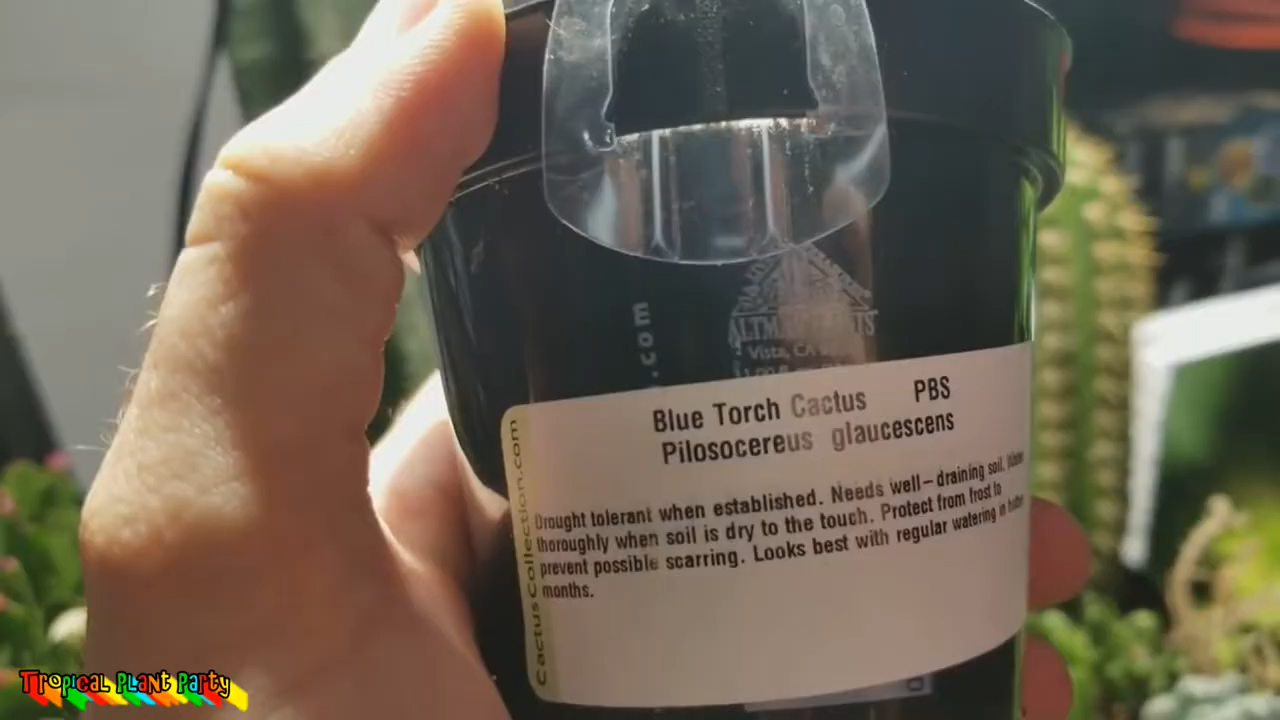 ALTMAN PLANTS
Vista, CA
Blue Torch Cactus PBS
Pilosocereus glaucescens
Drought tolerant when established. Needs well-draining soil.
thoroughly when soil is dry to the touch. Protect from frost to
prevent possible scarring. Looks best with regular watering in
months.
CactusCollection.com
Tropical Plant Party